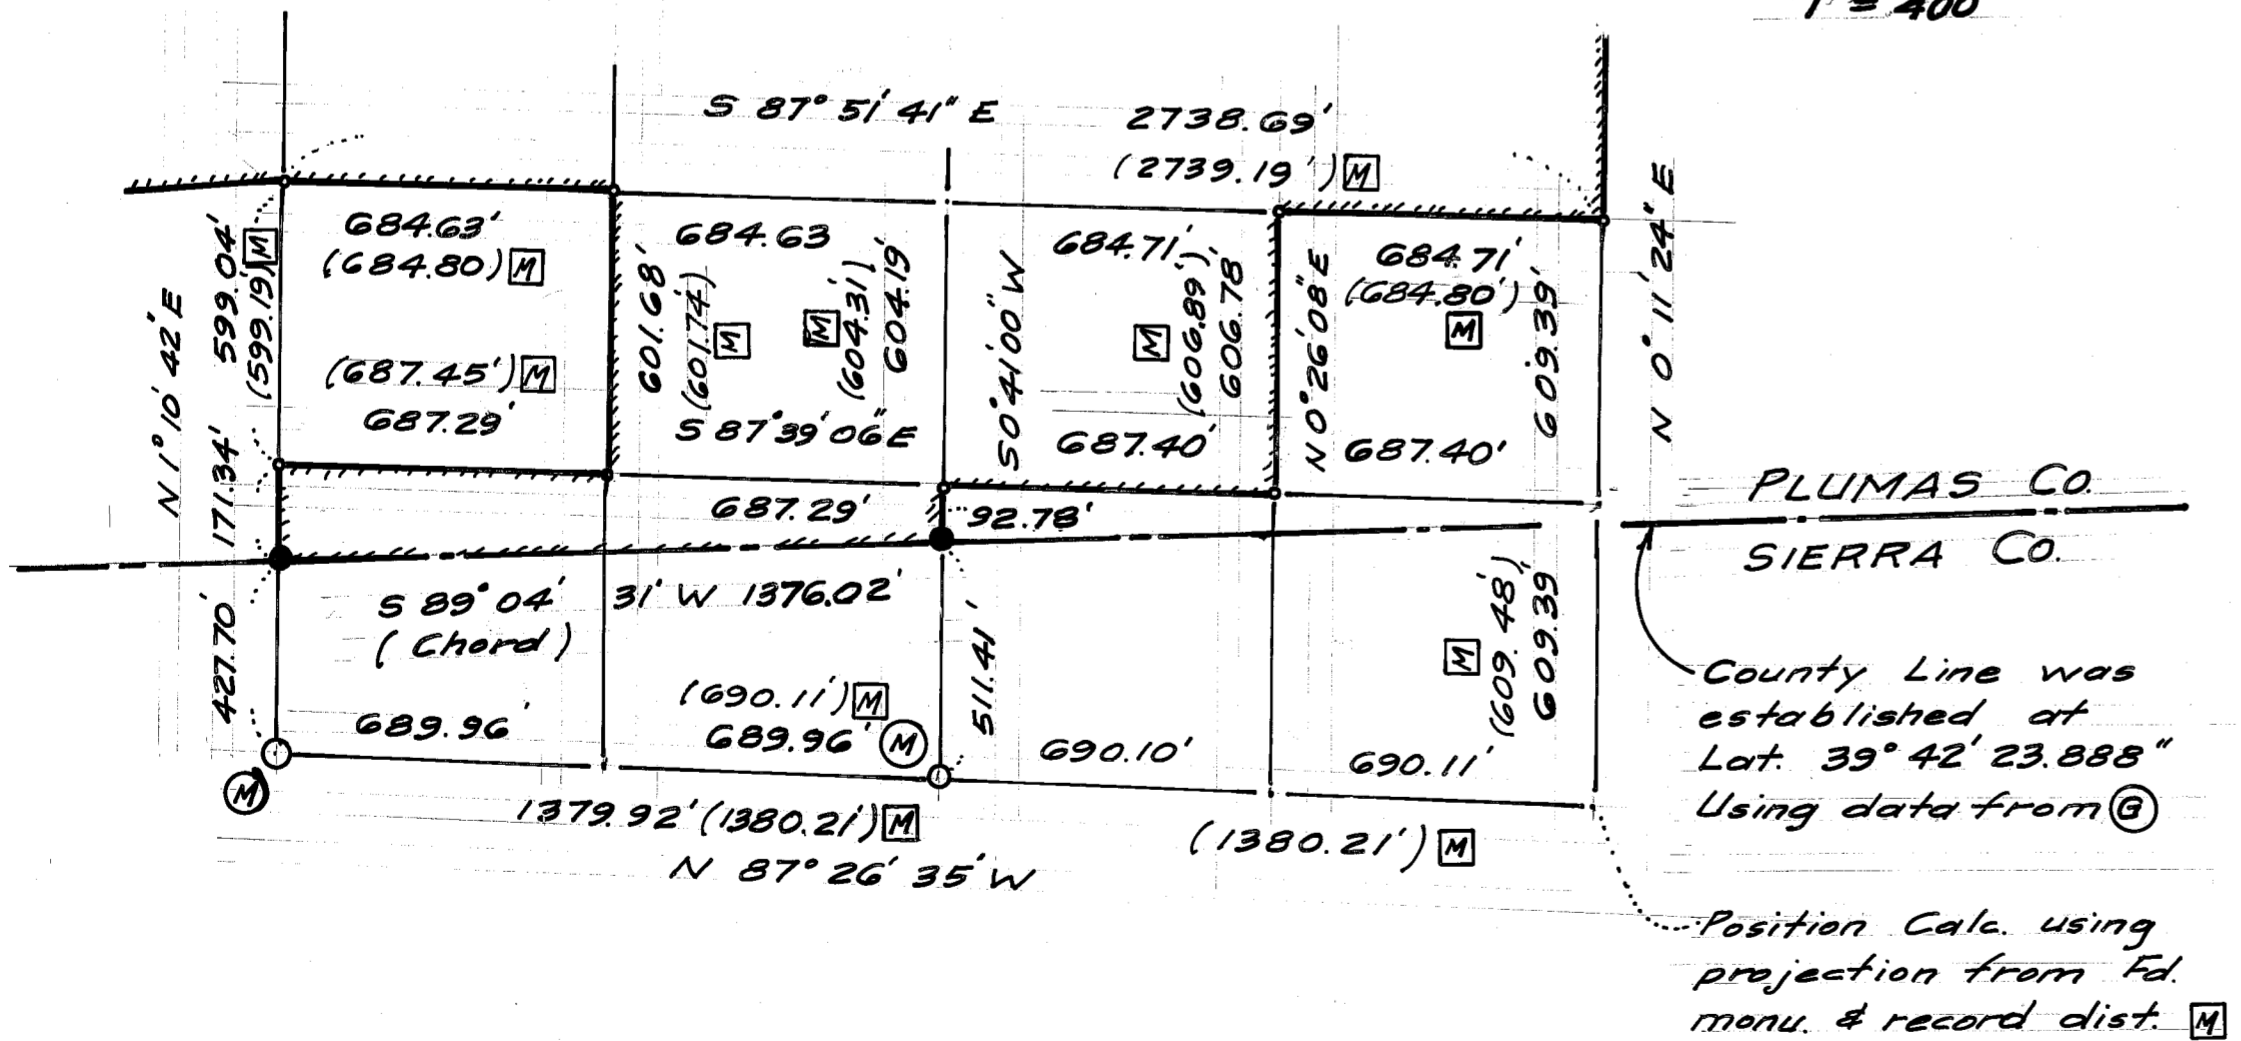 1" = 400'
S 87° 51' 41" E
2738.69'
(2739.19') M
684.63'
(684.80) M
684.63
684.71'
684.71'
(684.80') M
N 1° 10' 42" E
599.04'
(599.19') M
601.68'
(601.74') M
M (604.31')
604.19'
S 0° 41' 00" W
M (606.89')
606.78'
N 0° 26' 08" E
609.39'
N 0° 11' 24" E
(687.45') M
687.29'
S 87° 39' 06" E
687.40'
687.40'
171.34'
687.29'
92.78'
PLUMAS Co.
SIERRA Co.
S 89° 04' 31' W 1376.02'
(Chord)
427.70'
511.41'
M (609.48')
609.39'
689.96'
(690.11') M
689.96' M
690.10'
690.11'
M
1379.92' (1380.21') M
(1380.21') M
N 87° 26' 35' W
County Line was
established at
Lat. 39° 42' 23.888"
Using data from G
Position Calc. using
projection from Fd.
monu. & record dist. M